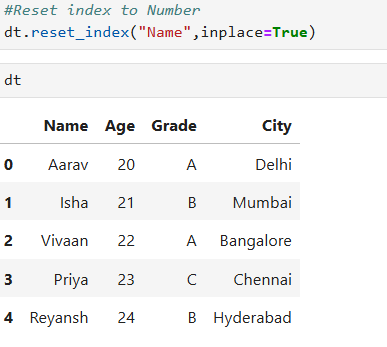 #Reset index to Number
dt.reset_index("Name",inplace=True)
dt
Name Age Grade City
0 Aarav 20 A Delhi
1 Isha 21 B Mumbai
2 Vivaan 22 A Bangalore
3 Priya 23 C Chennai
4 Reyansh 24 B Hyderabad